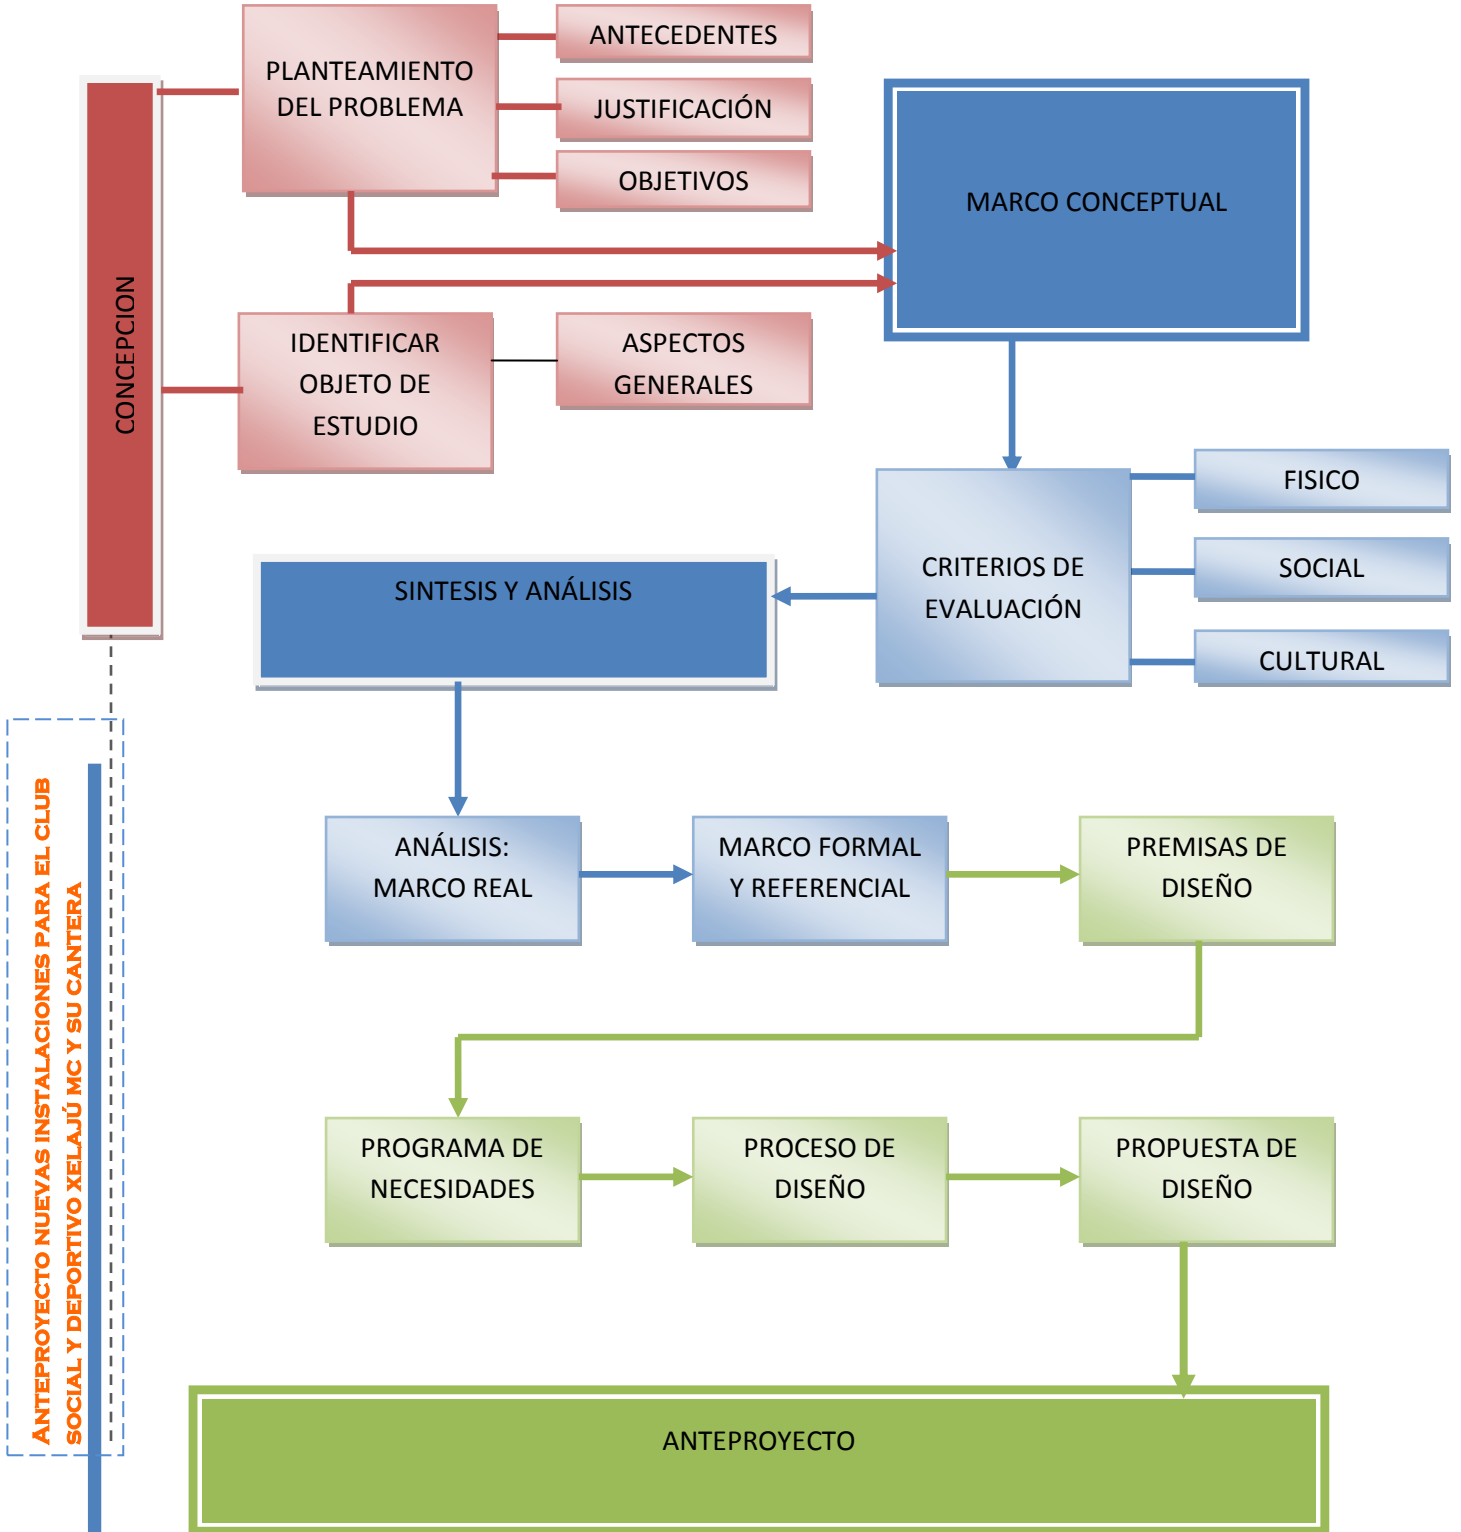 ANTECEDENTES
PLANTEAMIENTO
DEL PROBLEMA
JUSTIFICACIÓN
OBJETIVOS
MARCO CONCEPTUAL
CONCEPCION
IDENTIFICAR
OBJETO DE
ESTUDIO
ASPECTOS
GENERALES
FISICO
SOCIAL
CULTURAL
CRITERIOS DE
EVALUACIÓN
SINTESIS Y ANÁLISIS
ANÁLISIS:
MARCO REAL
MARCO FORMAL
Y REFERENCIAL
PREMISAS DE
DISEÑO
PROGRAMA DE
NECESIDADES
PROCESO DE
DISEÑO
PROPUESTA DE
DISEÑO
ANTEPROYECTO
ANTEPROYECTO NUEVAS INSTALACIONES PARA EL CLUB
SOCIAL Y DEPORTIVO XELAJÚ MC Y SU CANTERA